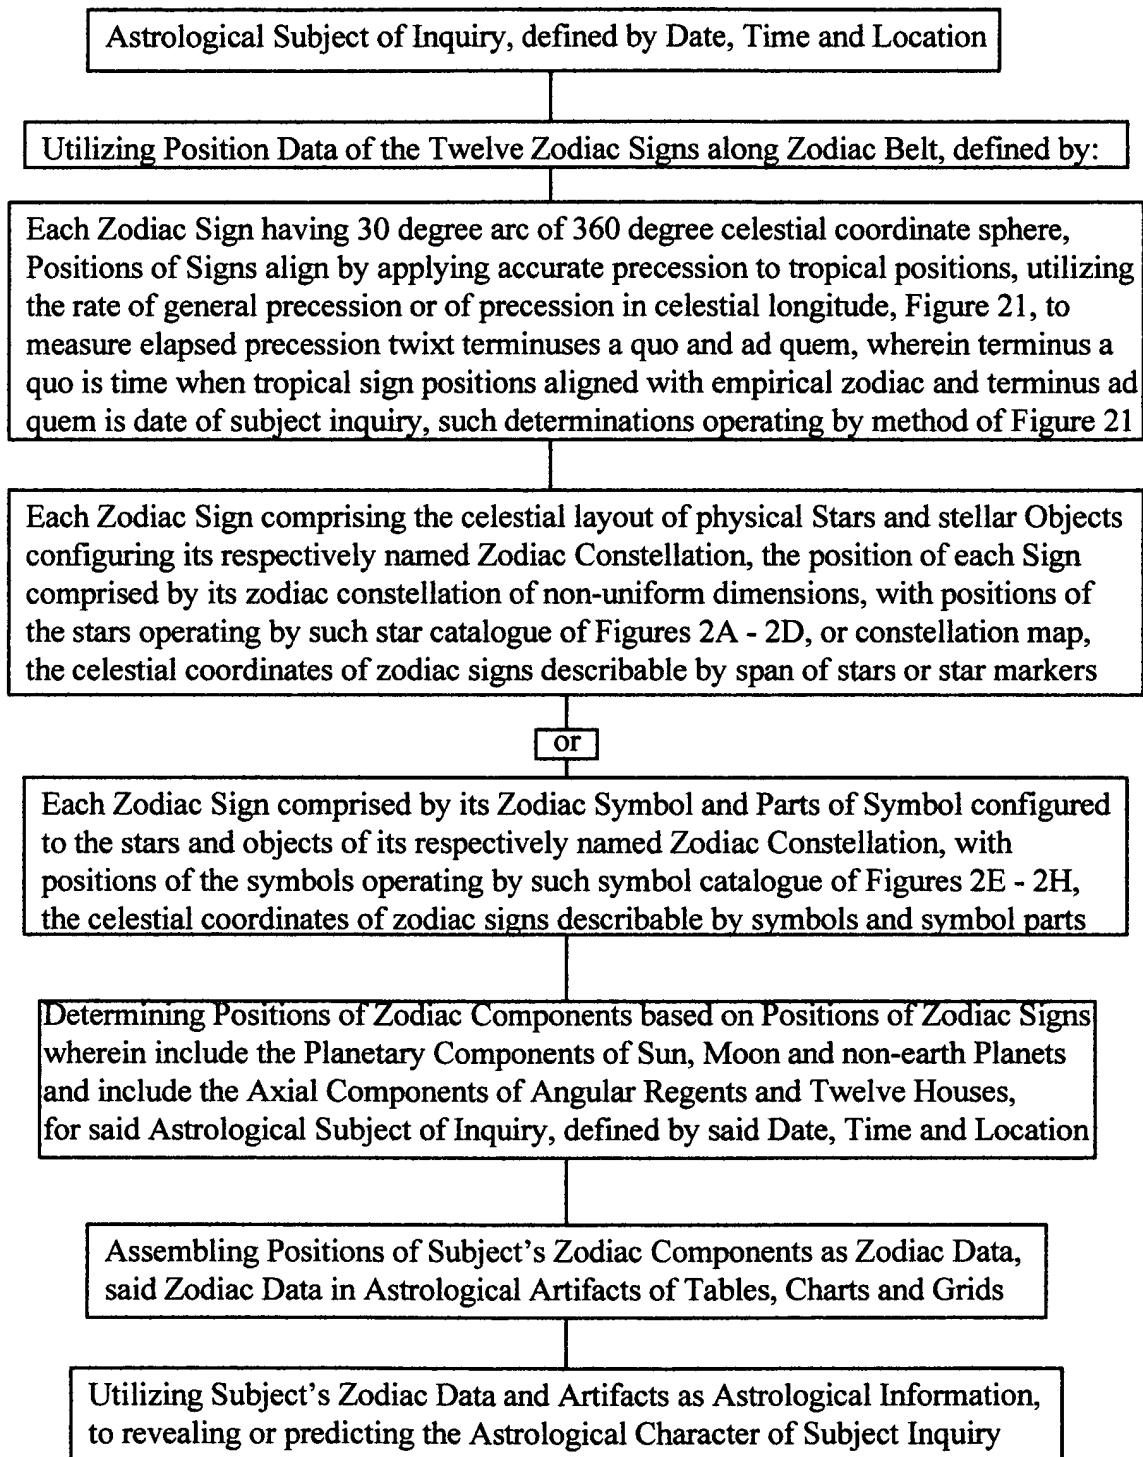 Astrological Subject of Inquiry, defined by Date, Time and Location
Utilizing Position Data of the Twelve Zodiac Signs along Zodiac Belt, defined by:
Each Zodiac Sign having 30 degree arc of 360 degree celestial coordinate sphere,
Positions of Signs align by applying accurate precession to tropical positions, utilizing
the rate of general precession or of precession in celestial longitude, Figure 21, to
measure elapsed precession twixt terminuses a quo and ad quem, wherein terminus a
quo is time when tropical sign positions aligned with empirical zodiac and terminus ad
quem is date of subject inquiry, such determinations operating by method of Figure 21
Each Zodiac Sign comprising the celestial layout of physical Stars and stellar Objects
configuring its respectively named Zodiac Constellation, the position of each Sign
comprised by its zodiac constellation of non-uniform dimensions, with positions of
the stars operating by such star catalogue of Figures 2A - 2D, or constellation map,
the celestial coordinates of zodiac signs describable by span of stars or star markers
or
Each Zodiac Sign comprised by its Zodiac Symbol and Parts of Symbol configured
to the stars and objects of its respectively named Zodiac Constellation, with
positions of the symbols operating by such symbol catalogue of Figures 2E - 2H,
the celestial coordinates of zodiac signs describable by symbols and symbol parts
Determining Positions of Zodiac Components based on Positions of Zodiac Signs
wherein include the Planetary Components of Sun, Moon and non-earth Planets
and include the Axial Components of Angular Regents and Twelve Houses,
for said Astrological Subject of Inquiry, defined by said Date, Time and Location
Assembling Positions of Subject's Zodiac Components as Zodiac Data,
said Zodiac Data in Astrological Artifacts of Tables, Charts and Grids
Utilizing Subject's Zodiac Data and Artifacts as Astrological Information,
to revealing or predicting the Astrological Character of Subject Inquiry